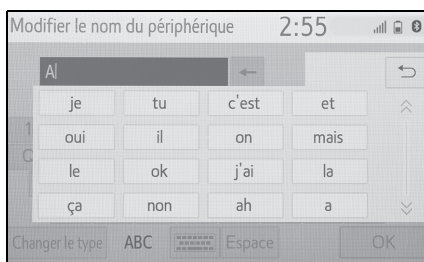 Modifier le nom du périphérique 2:55
A
je tu c'est et
1 oui il on mais
Q le ok j'ai la
ça non ah a
Changer le type ABC Espace OK